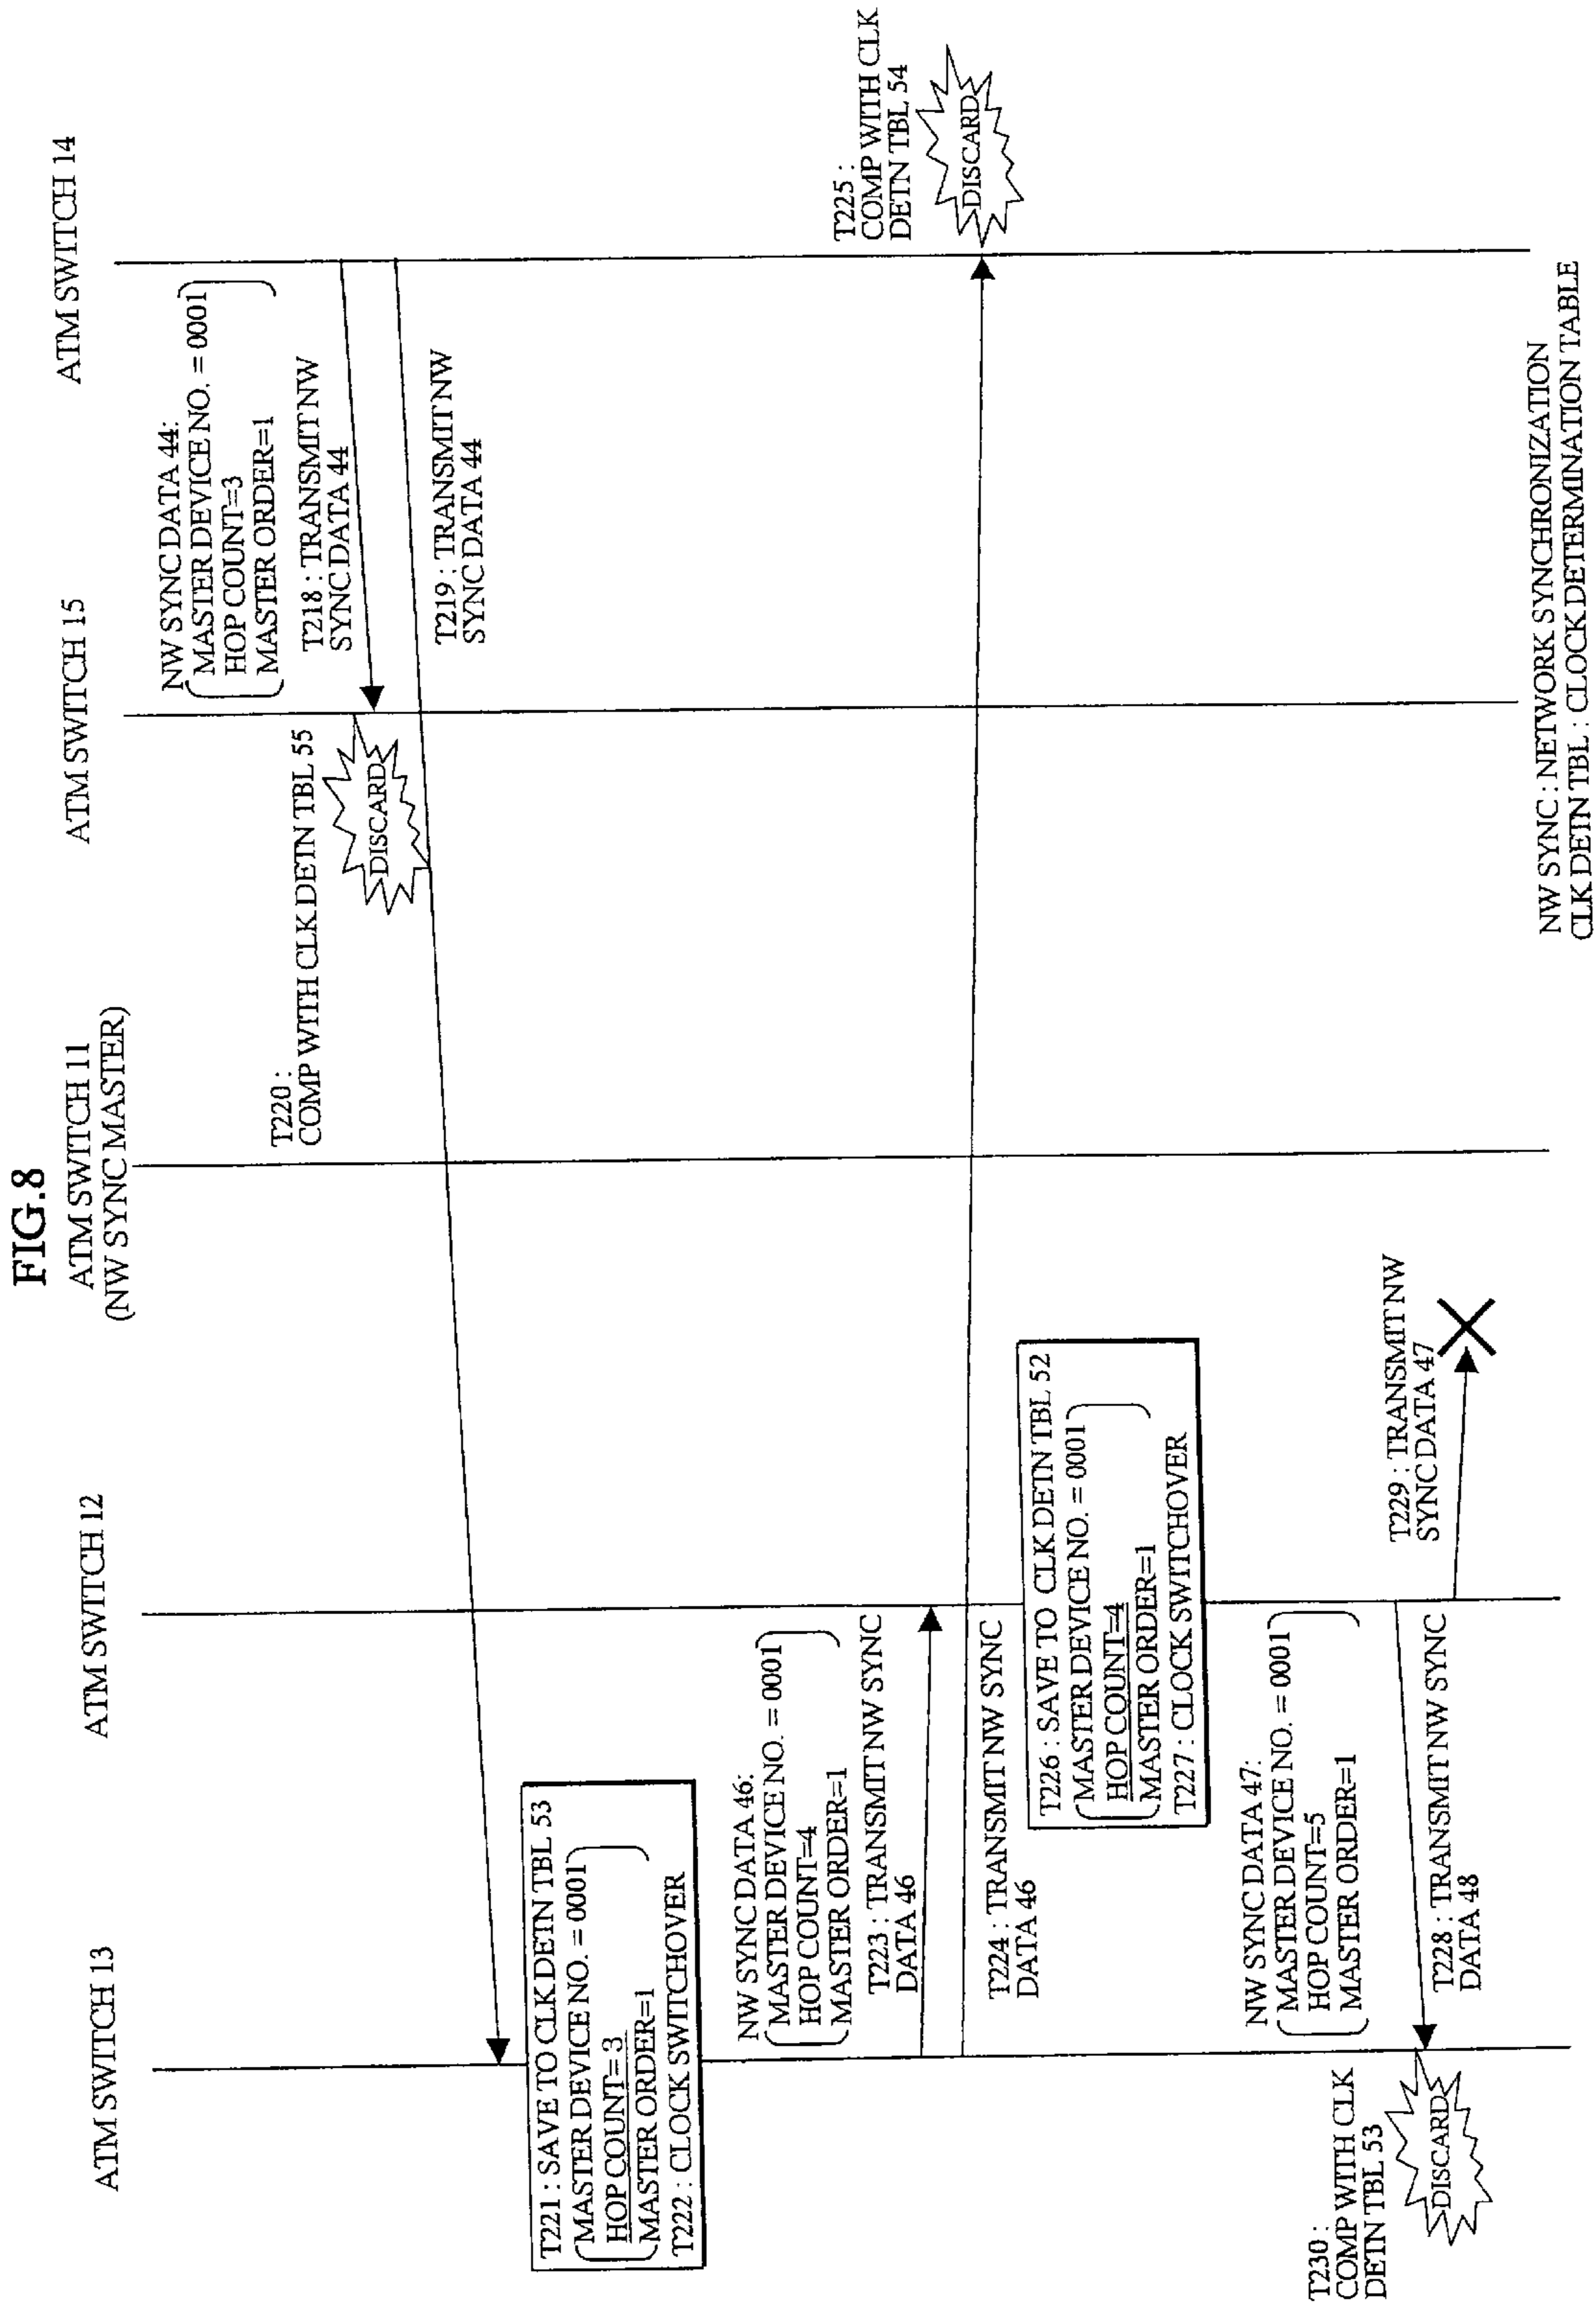 FIG.8
ATM SWITCH 13
ATM SWITCH 12
ATM SWITCH 11
(NW SYNC MASTER)
ATM SWITCH 15
ATM SWITCH 14
NW SYNC DATA 44:
MASTER DEVICE NO. = 0001
HOP COUNT=3
MASTER ORDER=1
T218 : TRANSMIT NW
SYNC DATA 44
T220 :
COMP WITH CLK DETN TBL 55
DISCARD
T219 : TRANSMIT NW
SYNC DATA 44
T221 : SAVE TO CLK DETN TBL 53
MASTER DEVICE NO. = 0001
HOP COUNT=3
MASTER ORDER=1
T222 : CLOCK SWITCHOVER
NW SYNC DATA 46:
MASTER DEVICE NO. = 0001
HOP COUNT=4
MASTER ORDER=1
T223 : TRANSMIT NW SYNC
DATA 46
T224 : TRANSMIT NW SYNC
DATA 46
T225 :
COMP WITH CLK
DETN TBL 54
DISCARD
T226 : SAVE TO CLK DETN TBL 52
MASTER DEVICE NO. = 0001
HOP COUNT=4
MASTER ORDER=1
T227 : CLOCK SWITCHOVER
NW SYNC DATA 47:
MASTER DEVICE NO. = 0001
HOP COUNT=5
MASTER ORDER=1
T228 : TRANSMIT NW SYNC
DATA 48
T229 : TRANSMIT NW
SYNC DATA 47
T230 :
COMP WITH CLK
DETN TBL 53
DISCARD
NW SYNC : NETWORK SYNCHRONIZATION
CLK DETN TBL : CLOCK DETERMINATION TABLE